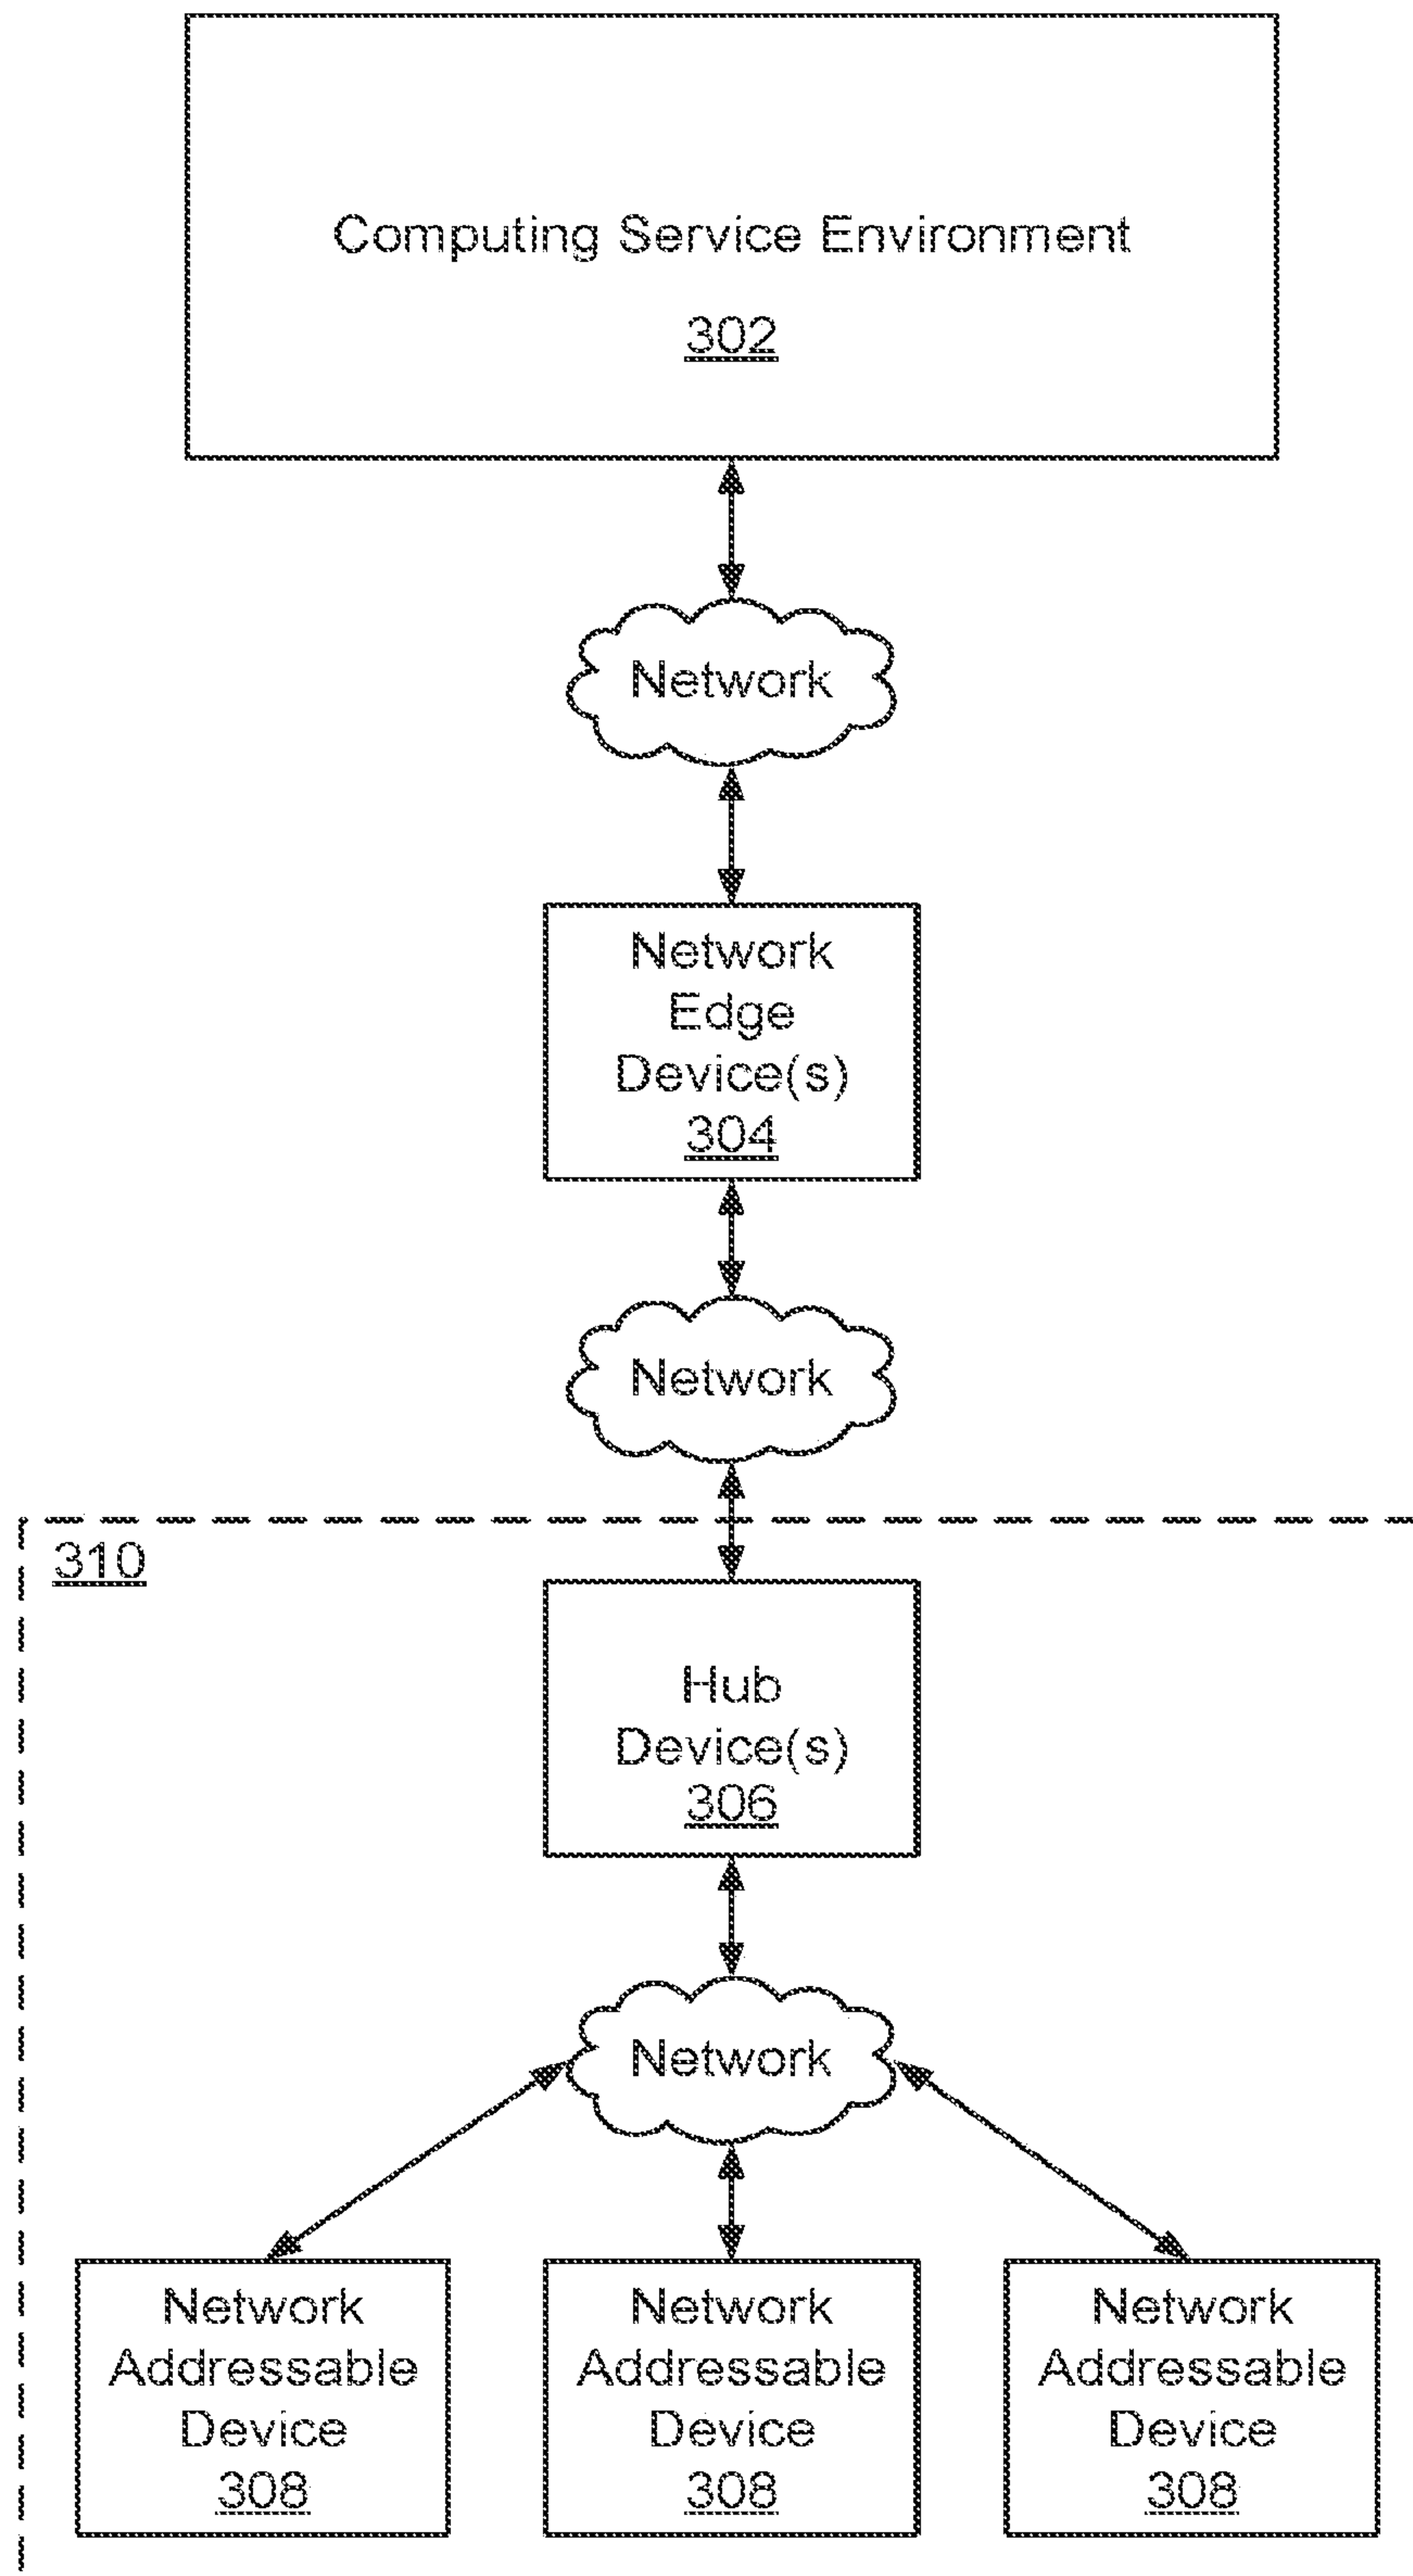 Computing Service Environment
302
Network
Network
Edge
Device(s)
304
Network
310
Hub
Device(s)
306
Network
Network
Addressable
Device
308
Network
Addressable
Device
308
Network
Addressable
Device
308